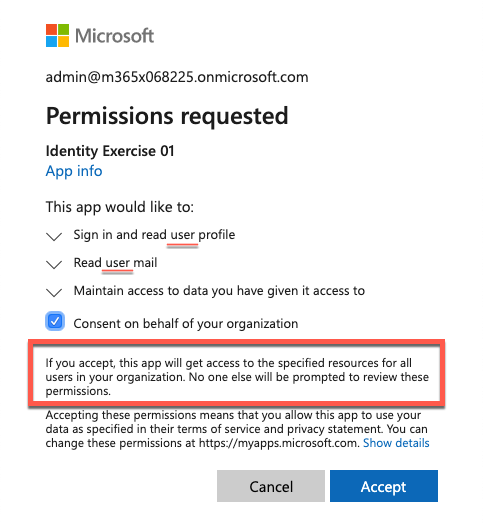 Microsoft
admin@m365x068225.onmicrosoft.com
Permissions requested
Identity Exercise 01
App info
This app would like to:
Sign in and read user profile
Read user mail
Maintain access to data you have given it access to
Consent on behalf of your organization
If you accept, this app will get access to the specified resources for all
users in your organization. No one else will be prompted to review these
permissions.
Accepting these permissions means that you allow this app to use your
data as specified in their terms of service and privacy statement. You can
change these permissions at https://myapps.microsoft.com. Show details
Cancel
Accept